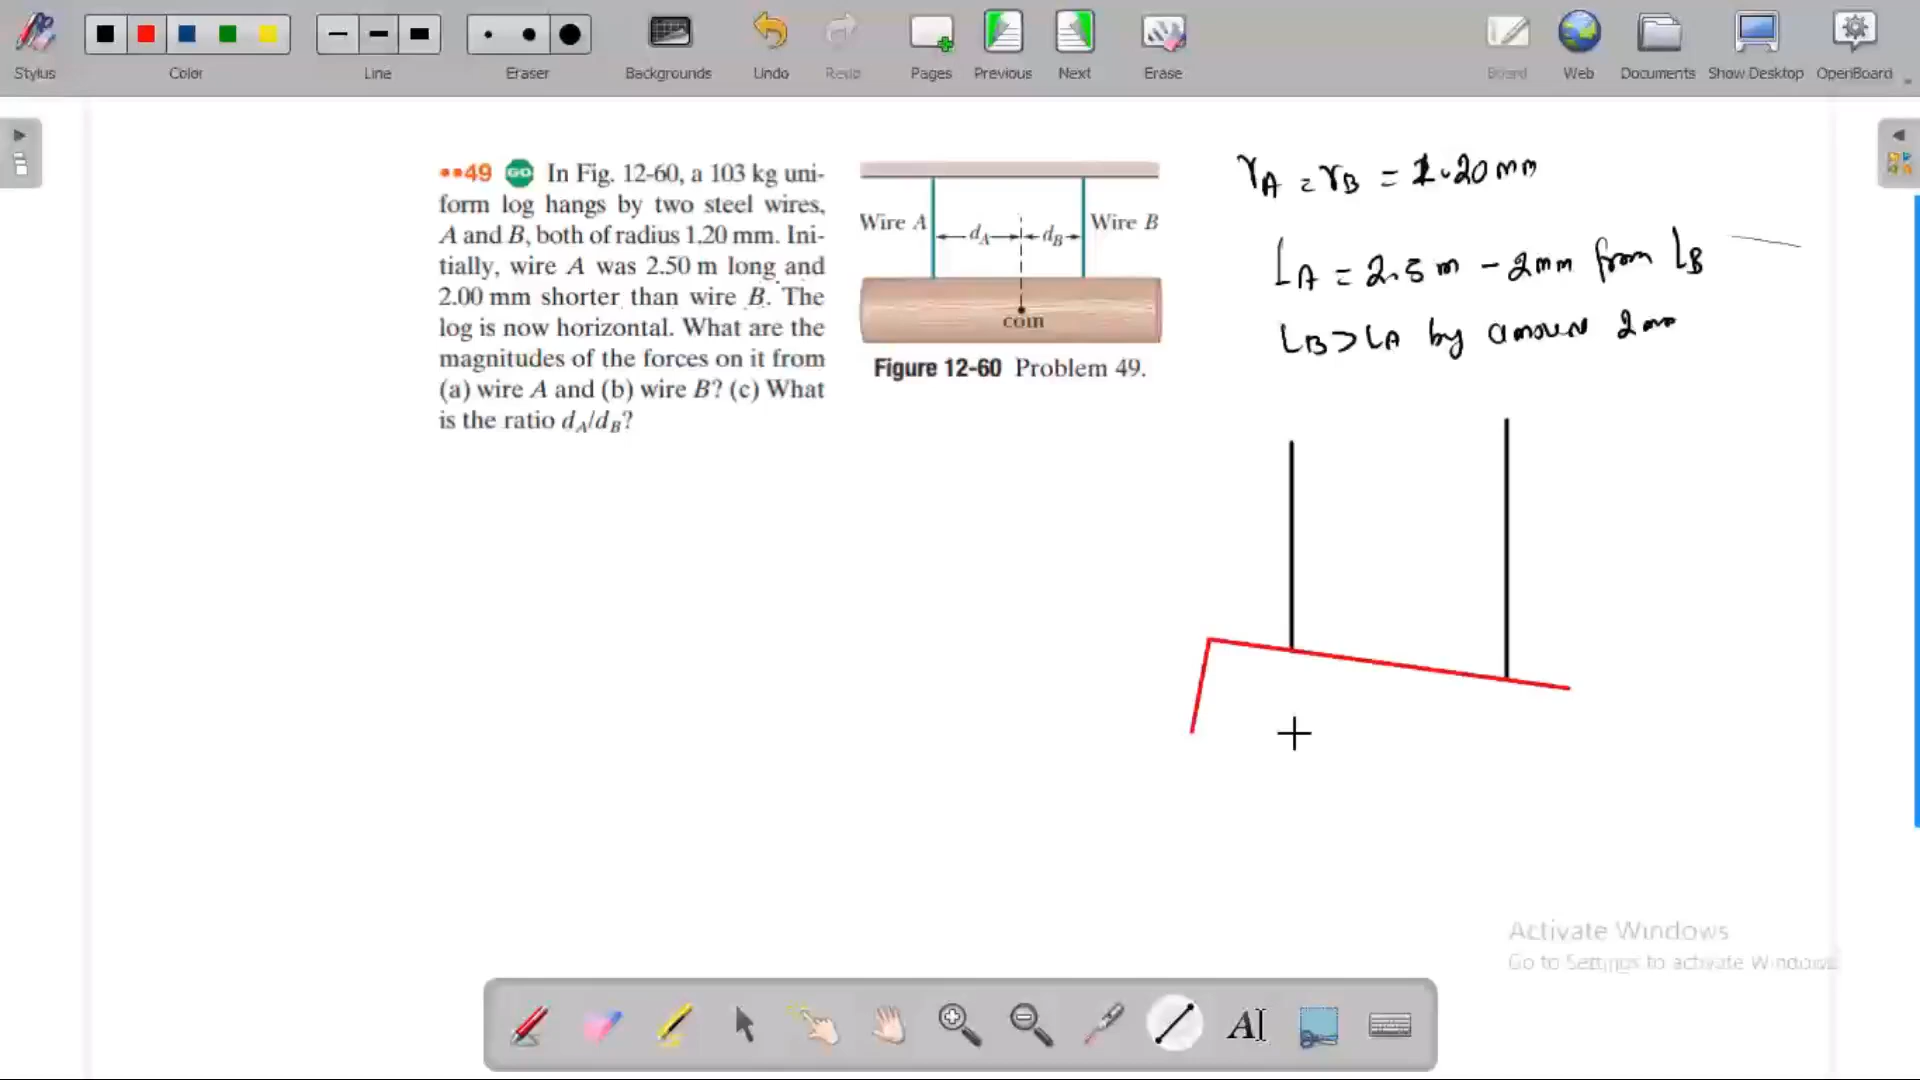 Stylus
Color
Line
Eraser
Backgrounds
Undo
Redo
Pages
Previous
Next
Erase
Board
Web
Documents
Show Desktop
OpenBoard
••49 GO In Fig. 12-60, a 103 kg uni-
form log hangs by two steel wires,
A and B, both of radius 1.20 mm. Ini-
tially, wire A was 2.50 m long and
2.00 mm shorter than wire B. The
log is now horizontal. What are the
magnitudes of the forces on it from
(a) wire A and (b) wire B? (c) What
is the ratio dA/dB?
Wire A
dA
dB
Wire B
com
Figure 12-60 Problem 49.
rA = rB = 1.20 mm
LA = 2.5 m - 2mm from LB
LB > LA by amount 2 mm
Activate Windows
Go to Settings to activate Windows